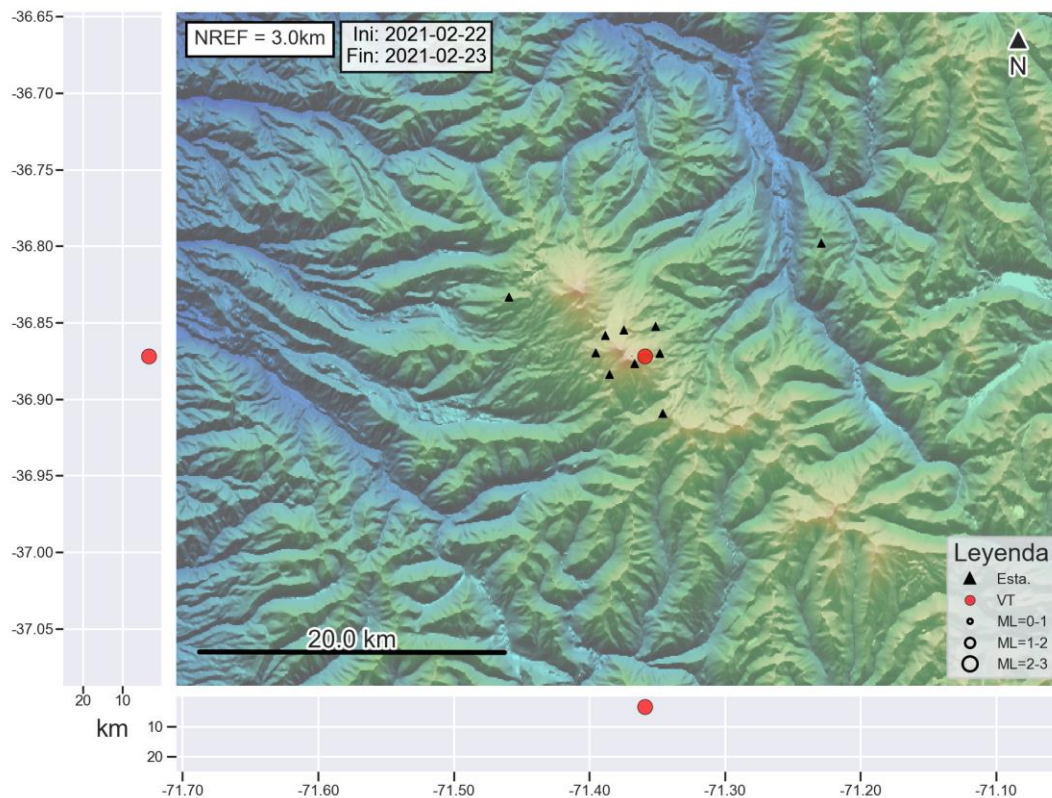 -36.65
-36.70
-36.75
-36.80
-36.85
-36.90
-36.95
-37.00
-37.05
NREF = 3.0km
Ini: 2021-02-22
Fin: 2021-02-23
N
20.0 km
Leyenda
Esta.
VT
ML=0-1
ML=1-2
ML=2-3
20 10
km
10
20
-71.70 -71.60 -71.50 -71.40 -71.30 -71.20 -71.10